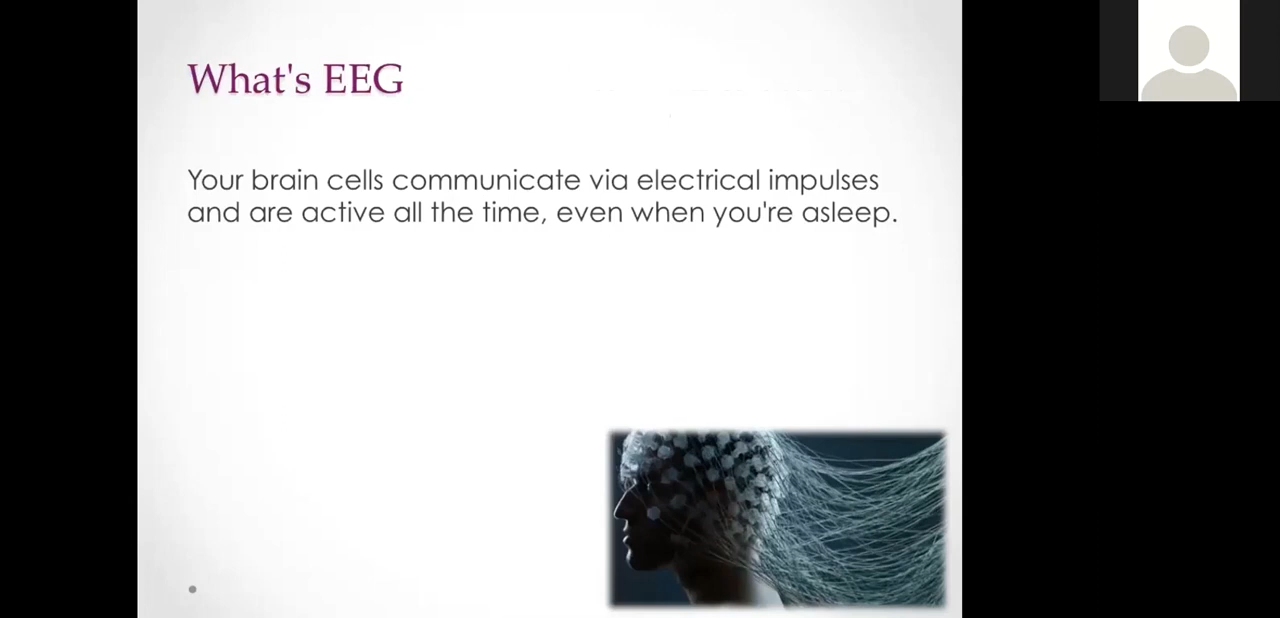 What's EEG
Your brain cells communicate via electrical impulses
and are active all the time, even when you're asleep.